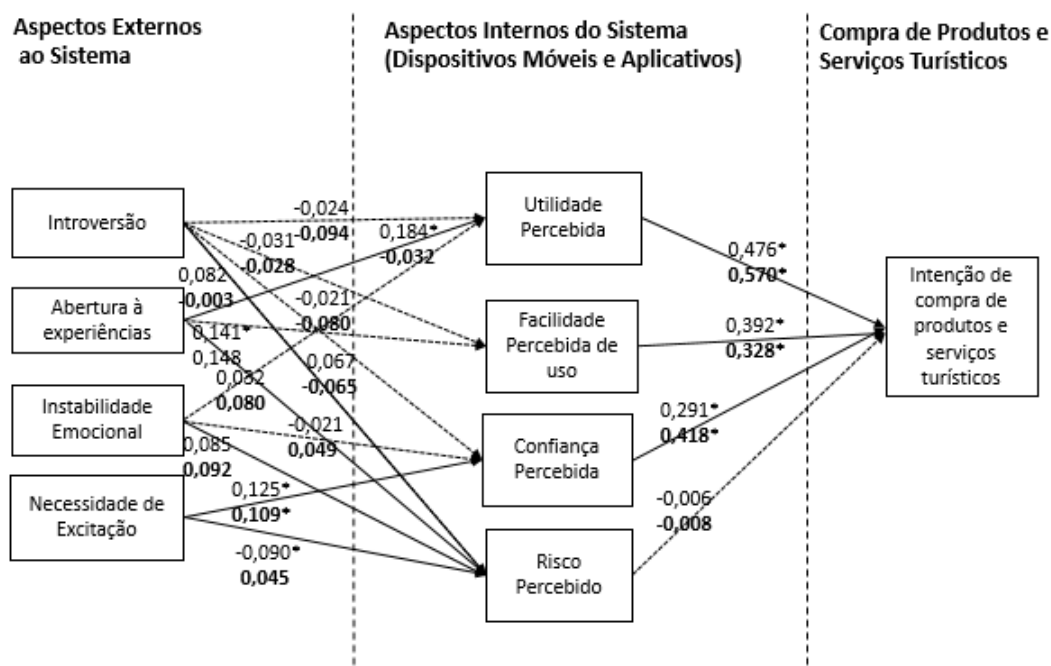 Aspectos Externos
ao Sistema
Aspectos Internos do Sistema
(Dispositivos Móveis e Aplicativos)
Compra de Produtos e
Serviços Turísticos
Introversão
Abertura à
experiências
Instabilidade
Emocional
Necessidade de
Excitação
-0,024
-0,094
0,184*
-0,032
-0,031
-0,028
0,082
-0,003
-0,021
-0,080
0,141*
0,148
0,067
-0,065
0,032
0,080
-0,021
0,049
0,085
0,092
0,125*
0,109*
-0,090*
0,045
Utilidade
Percebida
Facilidade
Percebida de
uso
Confiança
Percebida
Risco
Percebido
0,476*
0,570*
0,392*
0,328*
0,291*
0,418*
-0,006
-0,008
Intenção de
compra de
produtos e
serviços
turísticos